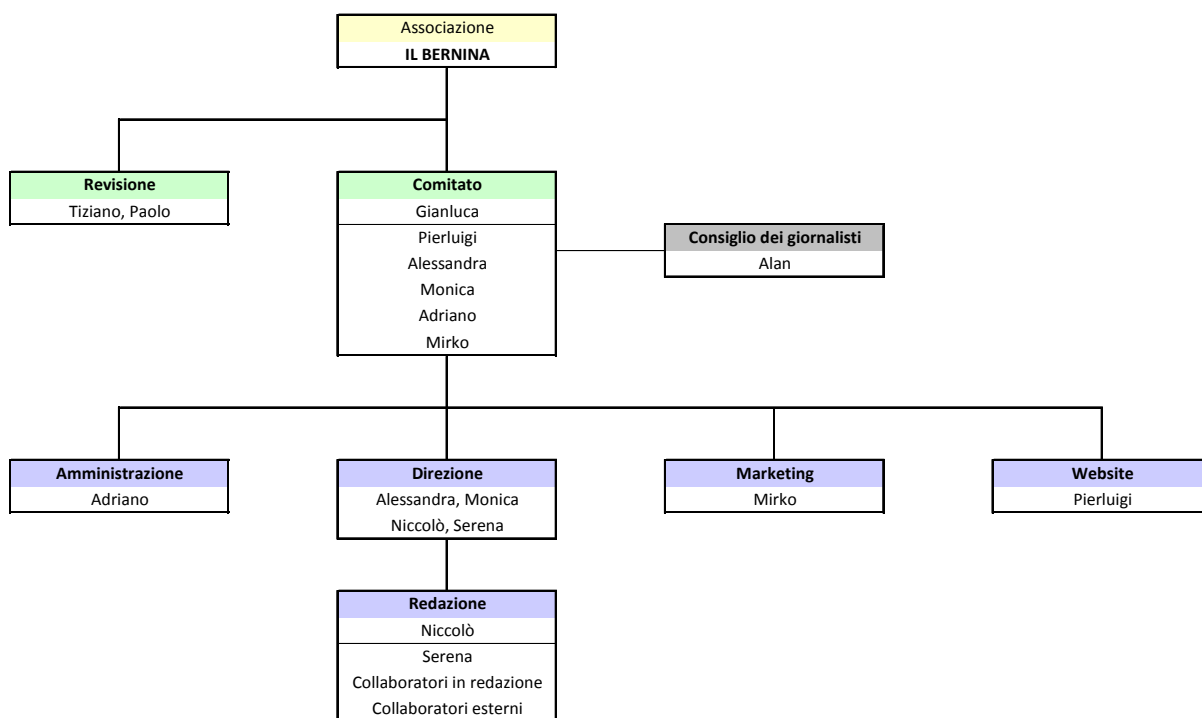 Associazione
IL BERNINA
Revisione
Tiziano, Paolo
Comitato
Gianluca
Pierluigi
Alessandra
Monica
Adriano
Mirko
Consiglio dei giornalisti
Alan
Amministrazione
Adriano
Direzione
Alessandra, Monica
Niccolò, Serena
Marketing
Mirko
Website
Pierluigi
Redazione
Niccolò
Serena
Collaboratori in redazione
Collaboratori esterni